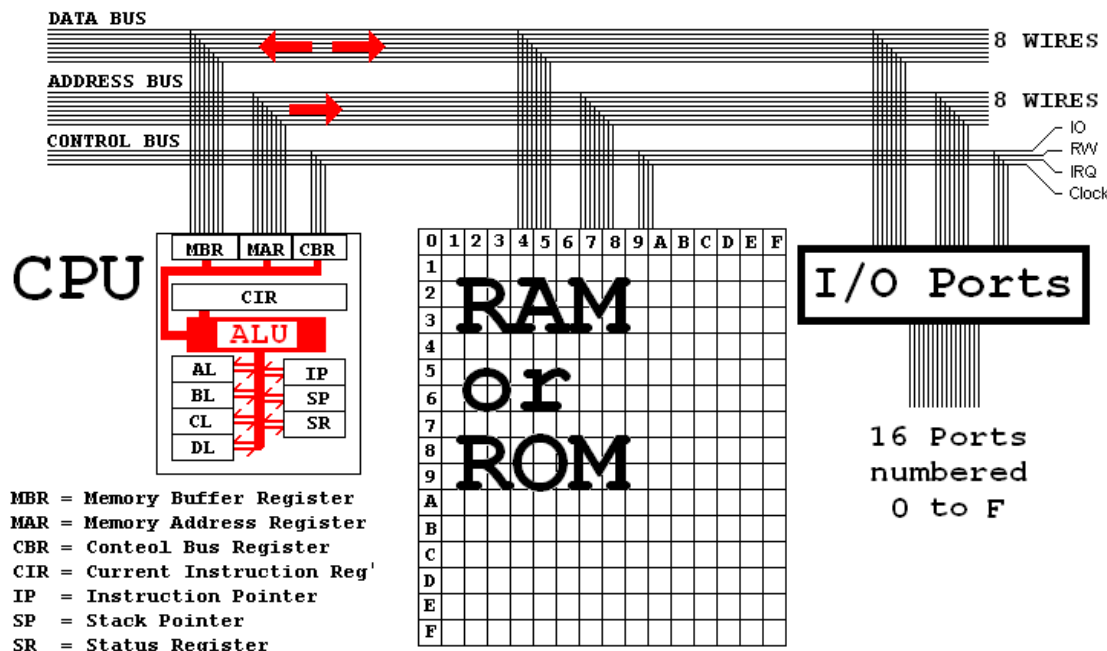 DATA BUS
8 WIRES
ADDRESS BUS
8 WIRES
CONTROL BUS
IO
RW
IRQ
Clock
CPU
MBR MAR CBR
CIR
ALU
AL
BL
CL
DL
IP
SP
SR
0 1 2 3 4 5 6 7 8 9 A B C D E F
1
2
3
4
5
6
7
8
9
A
B
C
D
E
F
RAM
or
ROM
I/O Ports
16 Ports
numbered
0 to F
MBR = Memory Buffer Register
MAR = Memory Address Register
CBR = Conteol Bus Register
CIR = Current Instruction Reg'
IP = Instruction Pointer
SP = Stack Pointer
SR = Status Register